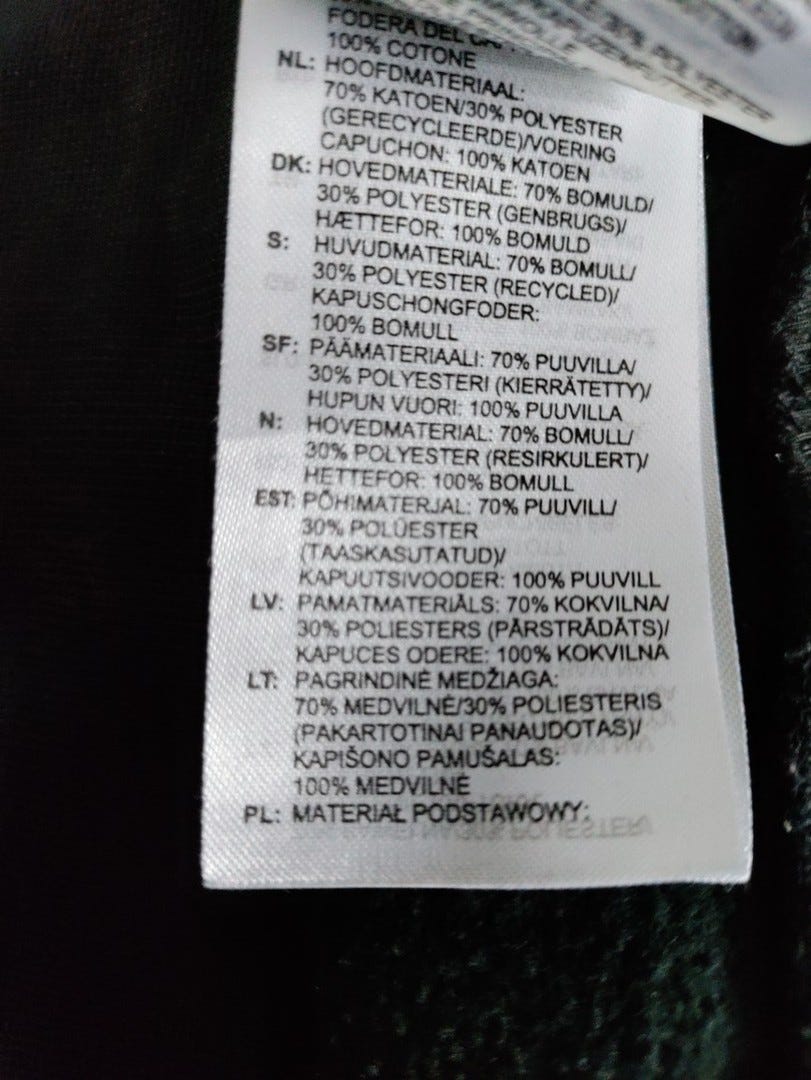 FODERA DEL
100% COTONE
NL: HOOFDMATERIAAL:
70% KATOEN/30% POLYESTER
(GERECYCLEERDE)/VOERING
CAPUCHON: 100% KATOEN
DK: HOVEDMATERIALE: 70% BOMULD/
30% POLYESTER (GENBRUGS)/
HÆTTEFOR: 100% BOMULD
S: HUVUDMATERIAL: 70% BOMULL/
30% POLYESTER (RECYCLED)/
KAPUSCHONGFODER:
100% BOMULL
SF: PÄÄMATERIAALI: 70% PUUVILLA/
30% POLYESTERI (KIERRÄTETTY)/
HUPUN VUORI: 100% PUUVILLA
N: HOVEDMATERIAL: 70% BOMULL/
30% POLYESTER (RESIRKULERT)/
HETTEFOR: 100% BOMULL
EST: PÕHIMATERJAL: 70% PUUVILL/
30% POLÜESTER
(TAASKASUTATUD)/
KAPUUTSIVOODER: 100% PUUVILL
LV: PAMATMATERIĀLS: 70% KOKVILNA/
30% POLIESTERS (PĀRSTRĀDĀTS)/
KAPUCES ODERE: 100% KOKVILNA
LT: PAGRINDINĖ MEDŽIAGA:
70% MEDVILNĖ/30% POLIESTERIS
(PAKARTOTINAI PANAUDOTAS)/
KAPIŠONO PAMUŠALAS:
100% MEDVILNĖ
PL: MATERIAŁ PODSTAWOWY: